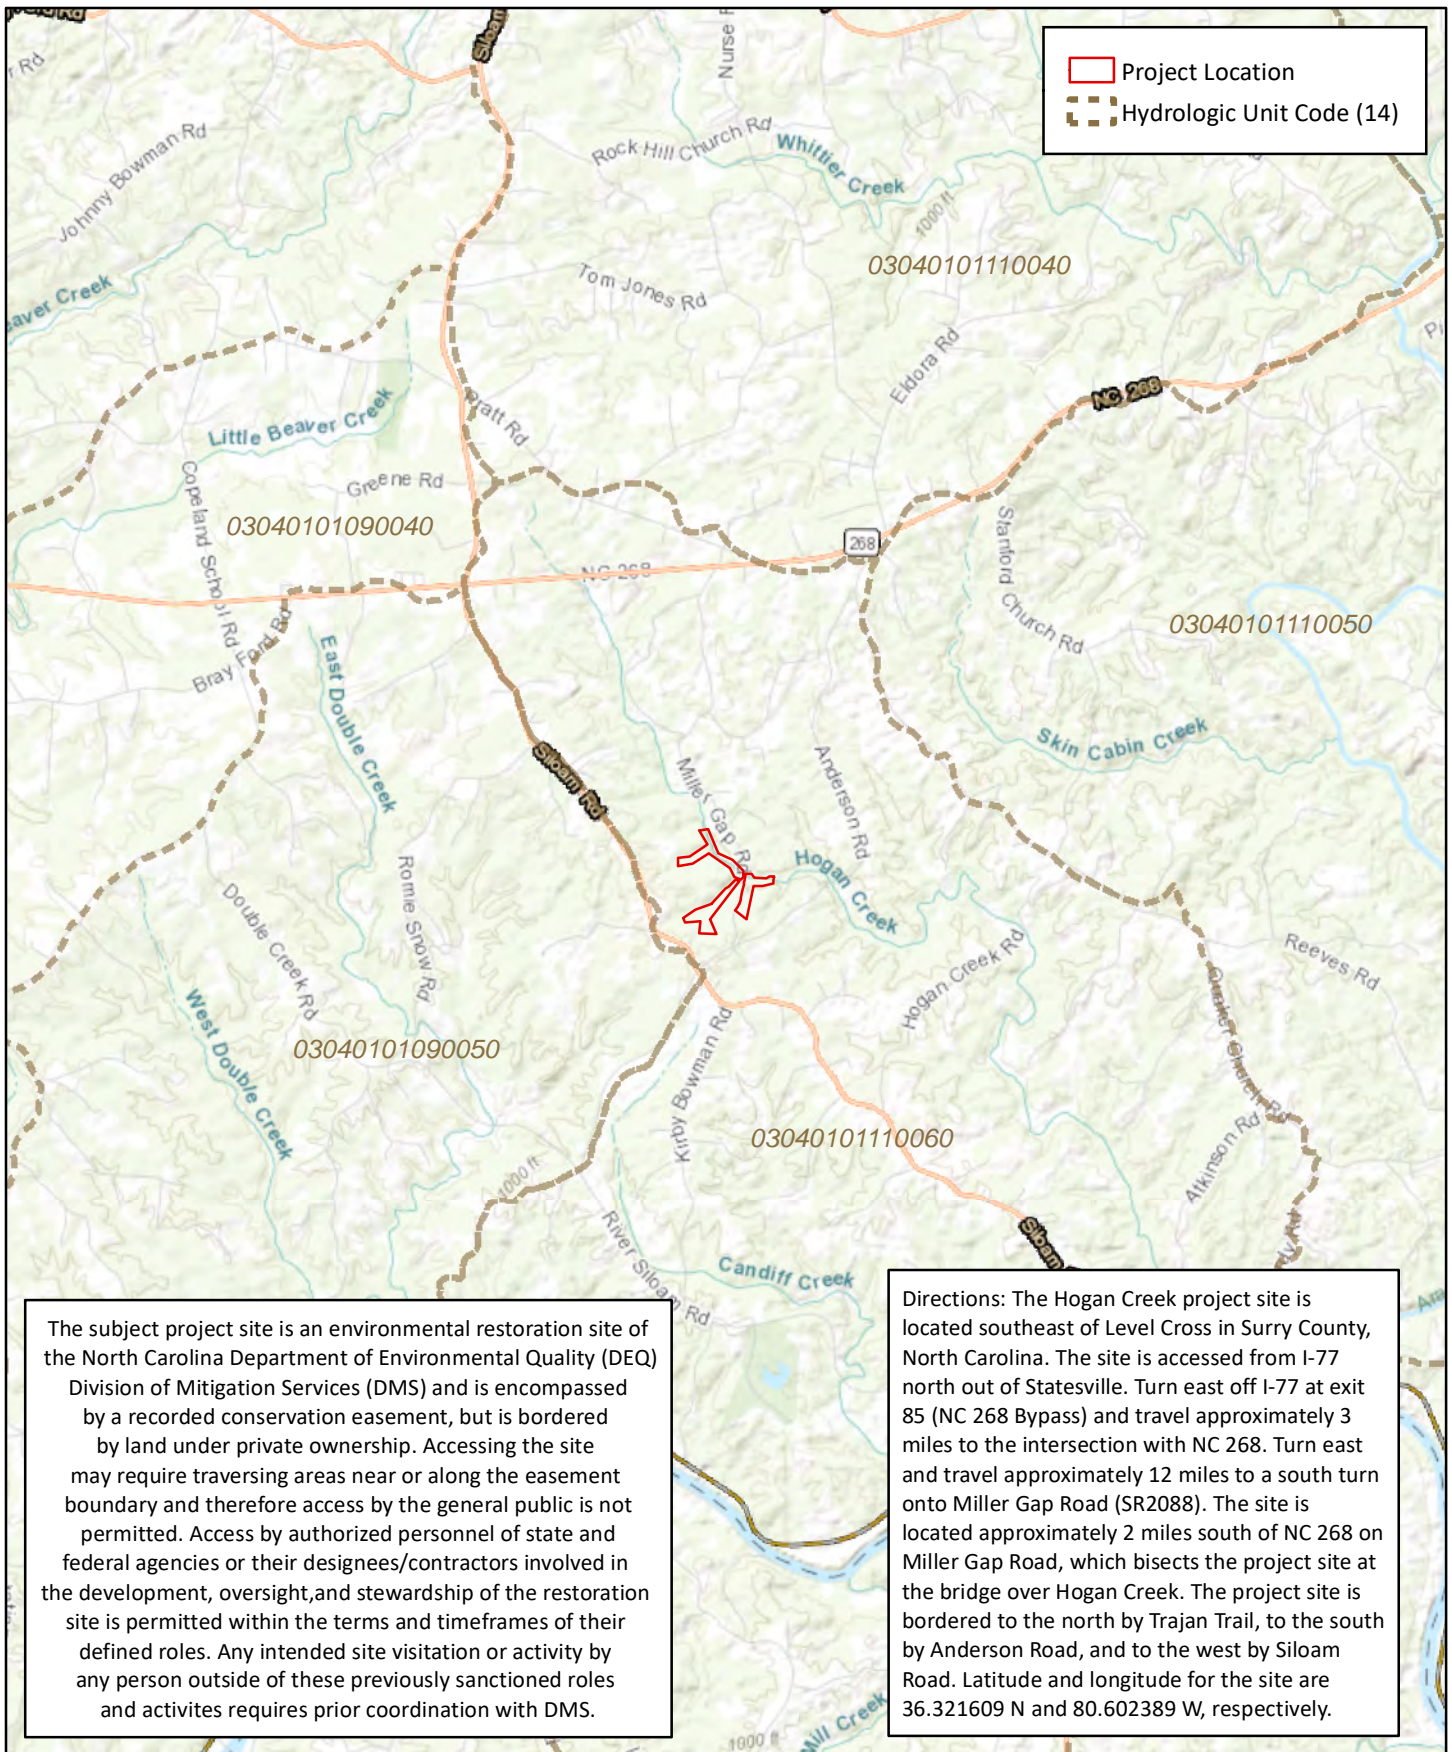 Siloam
Nurse
r Rd
Project Location
Hydrologic Unit Code (14)
Johnny Bowman Rd
Rock Hill Church Rd
Whittier Creek
1000 ft
03040101110040
Tom Jones Rd
eaver Creek
Eldora Rd
NC 268
Little Beaver Creek
Pratt Rd
Greene Rd
Copeland School Rd
03040101090040
268
Stanford Church Rd
NC 268
03040101110050
Bray Ford Rd
East Double Creek
Skin Cabin Creek
Siloam Rd
Miller Gap Rd
Anderson Rd
Hogan Creek
Romie Snow Rd
Double Creek Rd
Hogan Creek Rd
Reeves Rd
West Double Creek
Quaker Church Rd
03040101090050
Kirby Bowman Rd
03040101110060
Atkinson Rd
1000 ft
River Siloam Rd
Siloam
Candiff Creek
Ara
The subject project site is an environmental restoration site of
the North Carolina Department of Environmental Quality (DEQ)
Division of Mitigation Services (DMS) and is encompassed
by a recorded conservation easement, but is bordered
by land under private ownership. Accessing the site
may require traversing areas near or along the easement
boundary and therefore access by the general public is not
permitted. Access by authorized personnel of state and
federal agencies or their designees/contractors involved in
the development, oversight,and stewardship of the restoration
site is permitted within the terms and timeframes of their
defined roles. Any intended site visitation or activity by
any person outside of these previously sanctioned roles
and activites requires prior coordination with DMS.
Directions: The Hogan Creek project site is
located southeast of Level Cross in Surry County,
North Carolina. The site is accessed from I-77
north out of Statesville. Turn east off I-77 at exit
85 (NC 268 Bypass) and travel approximately 3
miles to the intersection with NC 268. Turn east
and travel approximately 12 miles to a south turn
onto Miller Gap Road (SR2088). The site is
located approximately 2 miles south of NC 268 on
Miller Gap Road, which bisects the project site at
the bridge over Hogan Creek. The project site is
bordered to the north by Trajan Trail, to the south
by Anderson Road, and to the west by Siloam
Road. Latitude and longitude for the site are
36.321609 N and 80.602389 W, respectively.
1000 ft
Mill Creek